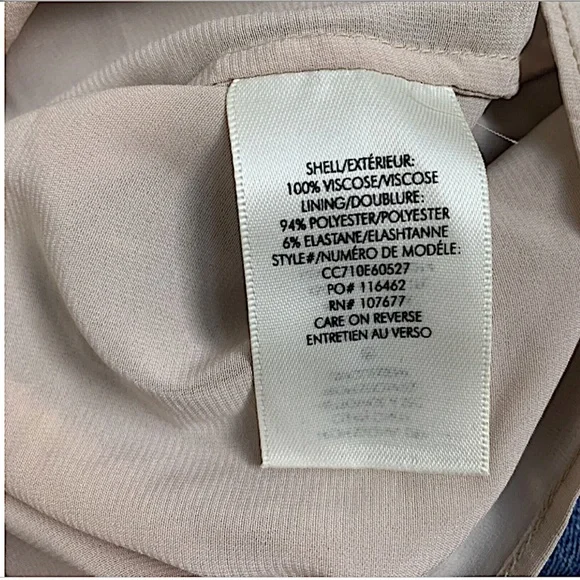 SHELL/EXTÉRIEUR:
100% VISCOSE/VISCOSE
LINING/DOUBLURE:
94% POLYESTER/POLYESTER
6% ELASTANE/ELASHTANNE
STYLE#/NUMÉRO DE MODÉLE:
CC710E60527
PO# 116462
RN# 107677
CARE ON REVERSE
ENTRETIEN AU VERSO